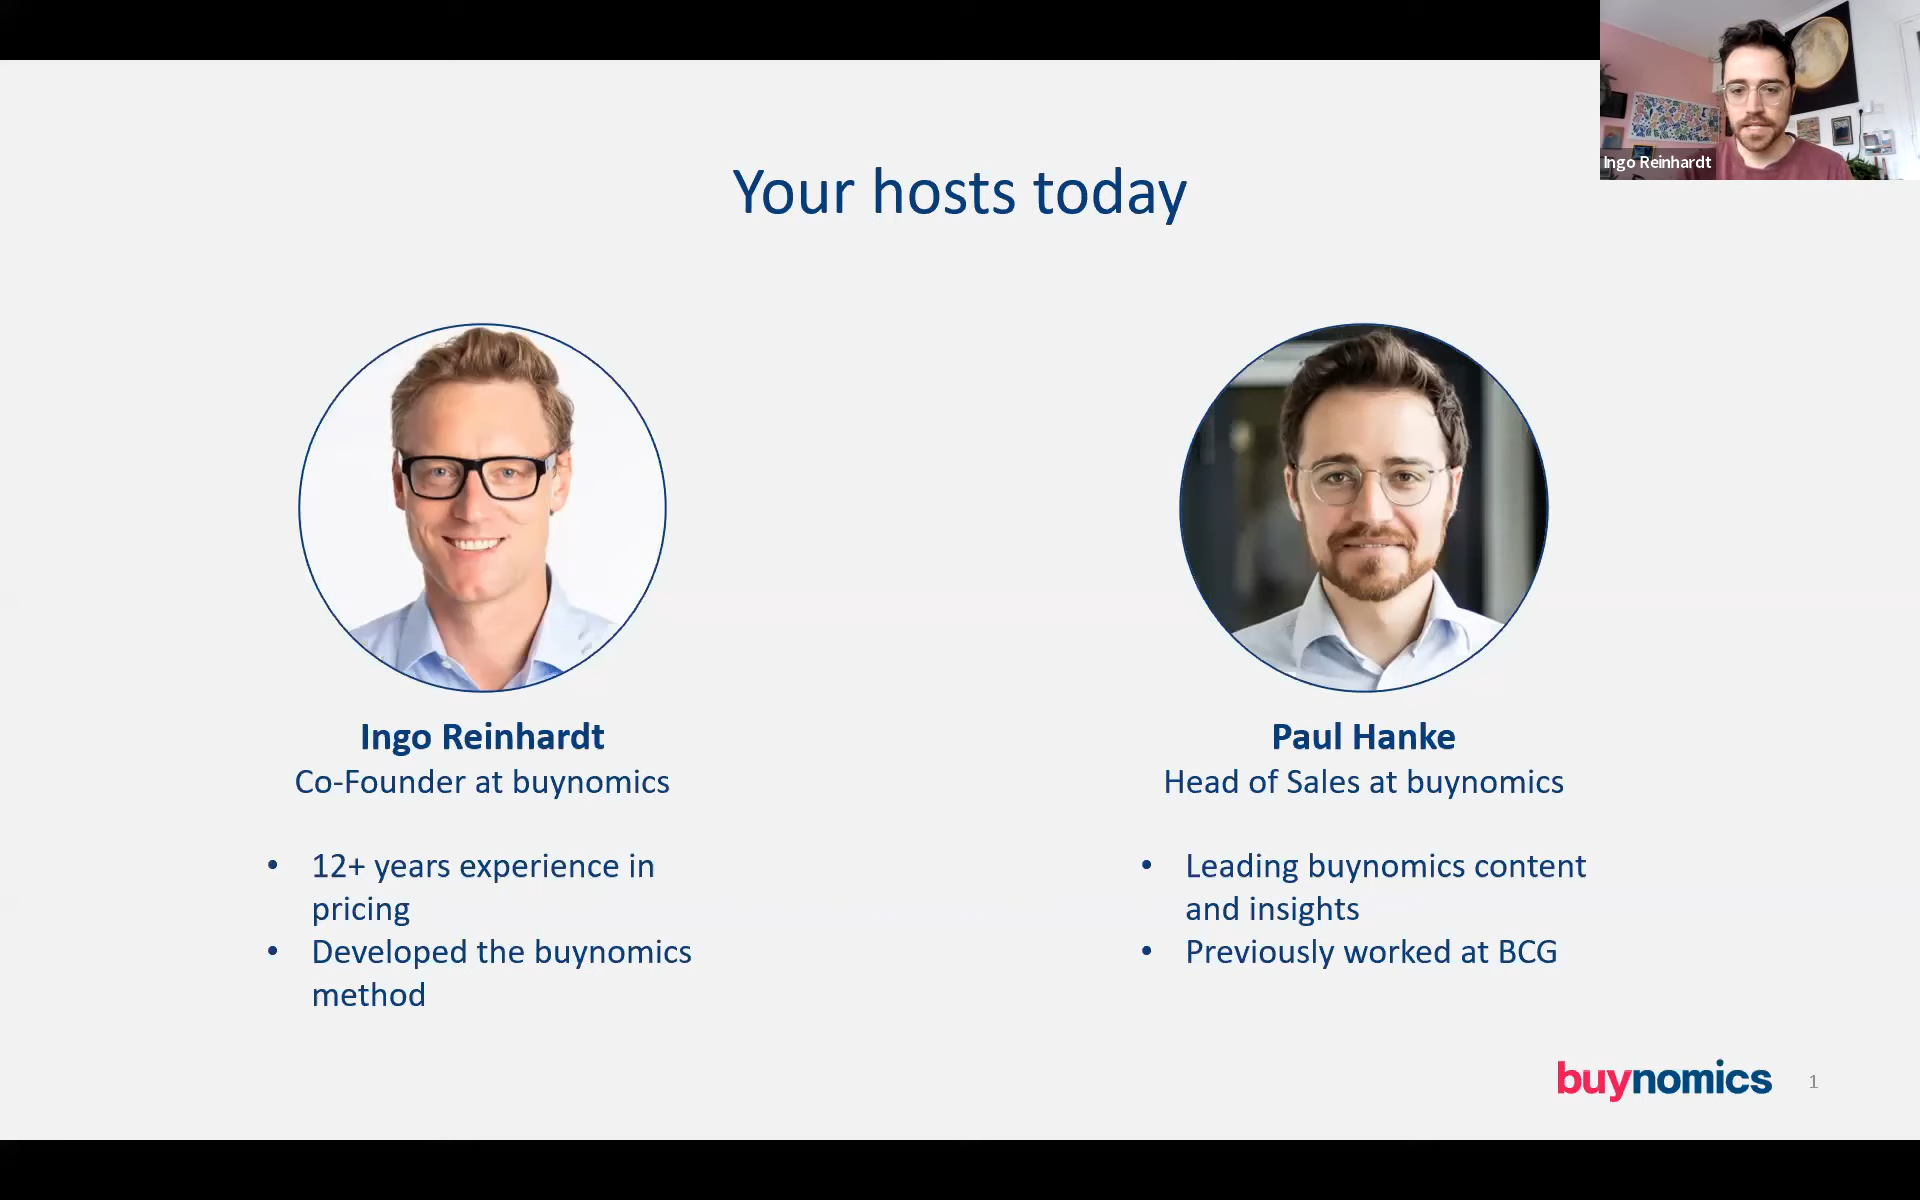 Ingo Reinhardt
Your hosts today
Ingo Reinhardt
Co-Founder at buynomics
• 12+ years experience in
pricing
• Developed the buynomics
method
Paul Hanke
Head of Sales at buynomics
• Leading buynomics content
and insights
• Previously worked at BCG
buynomics
1